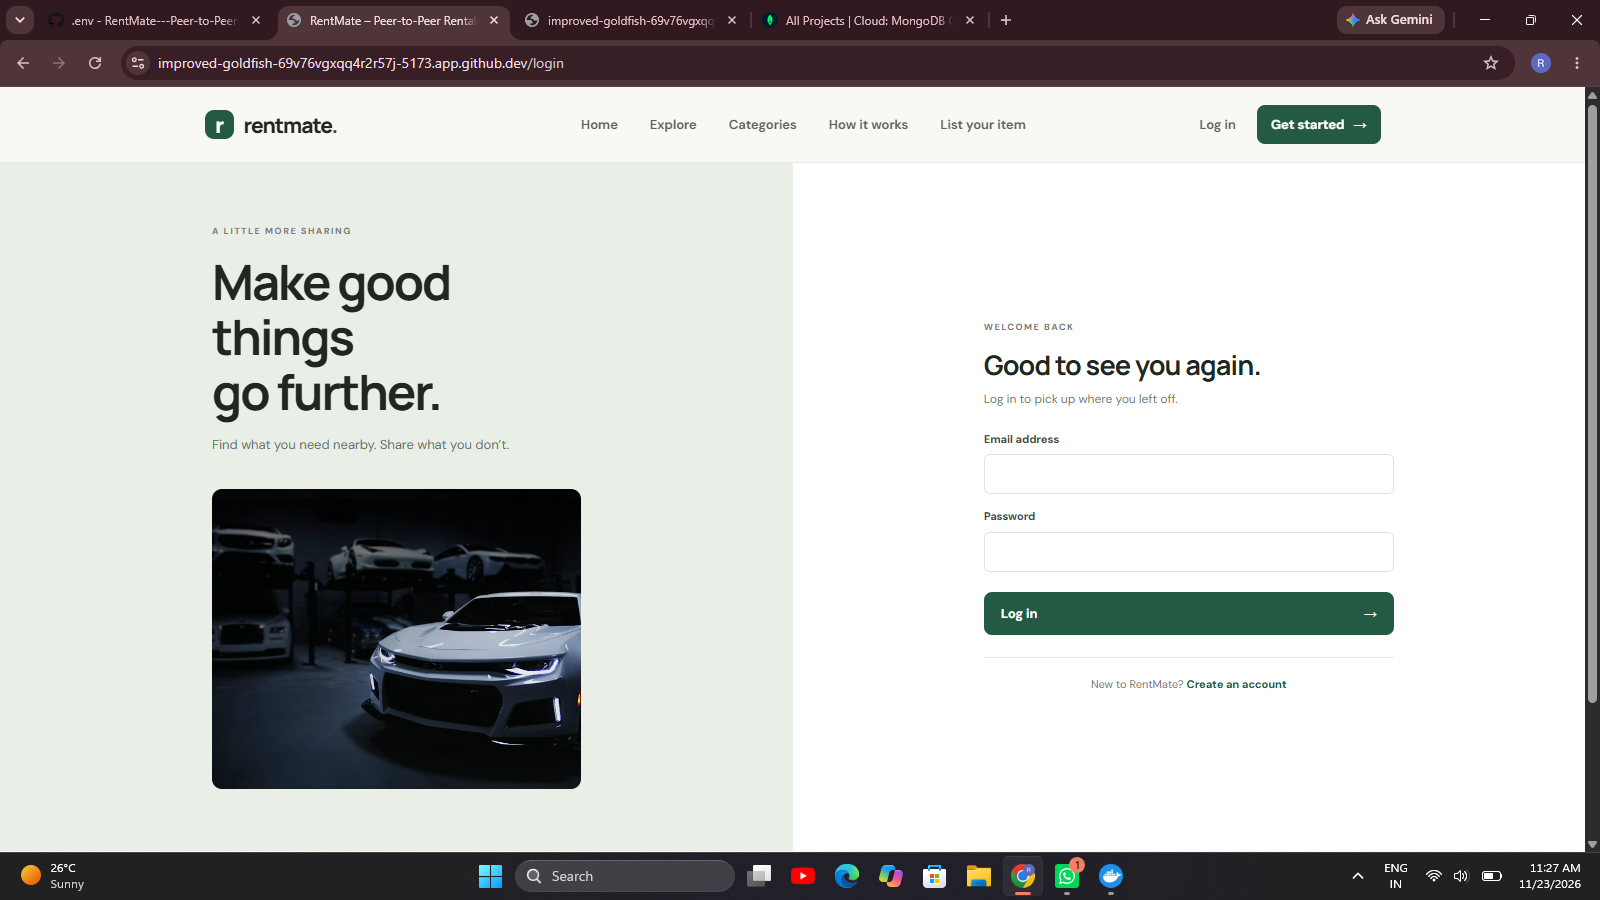 .env - RentMate---Peer-to-Peer
RentMate – Peer-to-Peer Rental
improved-goldfish-69v76vgxqq
All Projects | Cloud: MongoDB C
Ask Gemini
improved-goldfish-69v76vgxqq4r2r57j-5173.app.github.dev/login
R
r rentmate.
Home
Explore
Categories
How it works
List your item
Log in
Get started →
A LITTLE MORE SHARING
Make good
things
go further.
Find what you need nearby. Share what you don’t.
WELCOME BACK
Good to see you again.
Log in to pick up where you left off.
Email address
Password
Log in →
New to RentMate? Create an account
26°C
Sunny
Search
1
ENG
IN
11:27 AM
11/23/2026